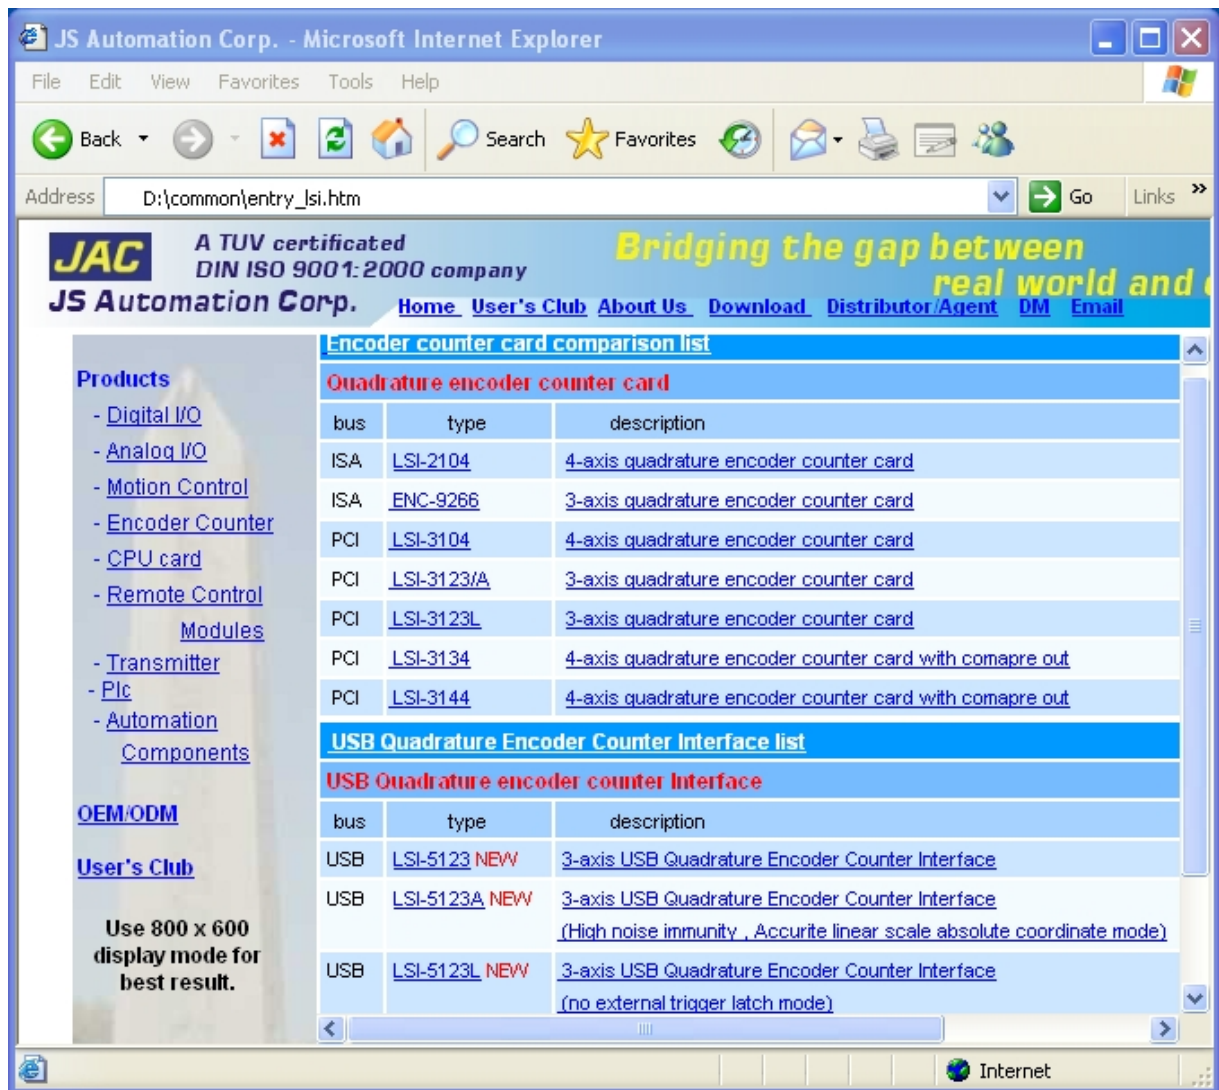 JS Automation Corp. - Microsoft Internet Explorer
File Edit View Favorites Tools Help
Back Search Favorites
Address D:\common\entry_lsi.htm Go Links »
JAC
A TUV certificated
DIN ISO 9001:2000 company
JS Automation Corp.
Bridging the gap between
real world and
Home User's Club About Us Download Distributor/Agent DM Email
Products
- Digital I/O
- Analog I/O
- Motion Control
- Encoder Counter
- CPU card
- Remote Control
Modules
- Transmitter
- Plc
- Automation
Components
OEM/ODM
User's Club
Use 800 x 600
display mode for
best result.
Encoder counter card comparison list
Quadrature encoder counter card
bus type description
ISA LSI-2104 4-axis quadrature encoder counter card
ISA ENC-9266 3-axis quadrature encoder counter card
PCI LSI-3104 4-axis quadrature encoder counter card
PCI LSI-3123/A 3-axis quadrature encoder counter card
PCI LSI-3123L 3-axis quadrature encoder counter card
PCI LSI-3134 4-axis quadrature encoder counter card with comapre out
PCI LSI-3144 4-axis quadrature encoder counter card with comapre out
USB Quadrature Encoder Counter Interface list
USB Quadrature encoder counter Interface
bus type description
USB LSI-5123 NEW 3-axis USB Quadrature Encoder Counter Interface
USB LSI-5123A NEW 3-axis USB Quadrature Encoder Counter Interface
(High noise immunity , Accurite linear scale absolute coordinate mode)
USB LSI-5123L NEW 3-axis USB Quadrature Encoder Counter Interface
(no external trigger latch mode)
Internet